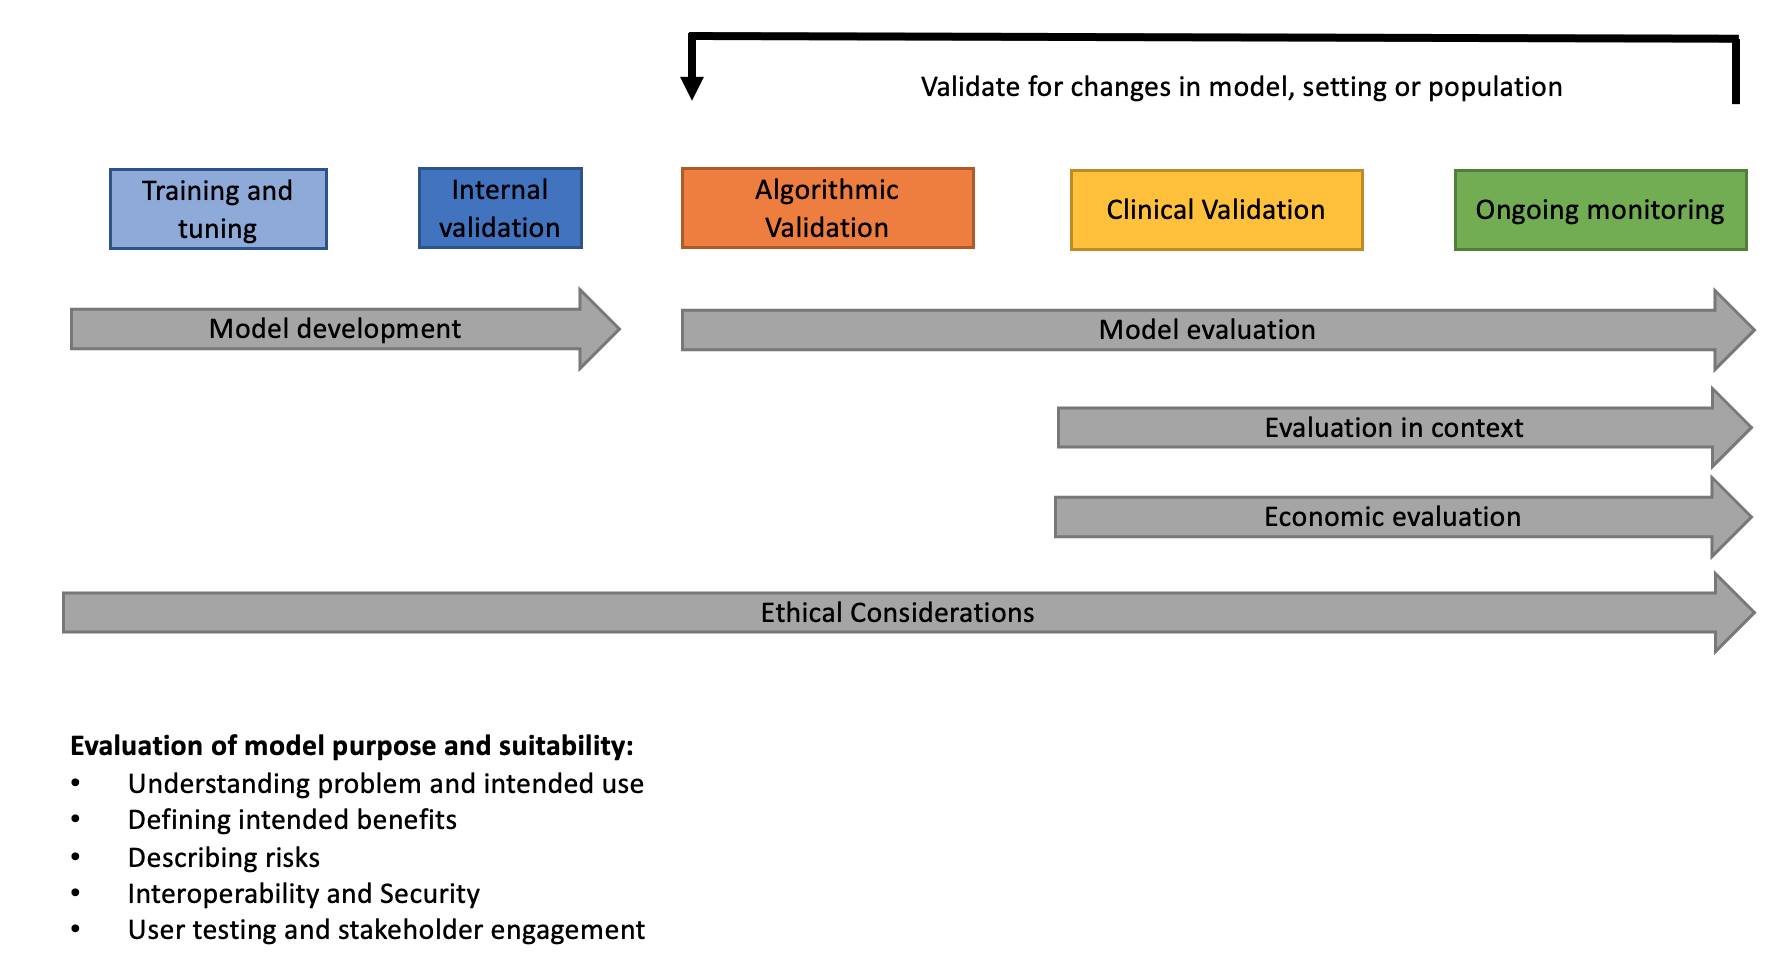 Validate for changes in model, setting or population
Training and
tuning
Internal
validation
Algorithmic
Validation
Clinical Validation
Ongoing monitoring
Model development
Model evaluation
Evaluation in context
Economic evaluation
Ethical Considerations
Evaluation of model purpose and suitability:
• Understanding problem and intended use
• Defining intended benefits
• Describing risks
• Interoperability and Security
• User testing and stakeholder engagement